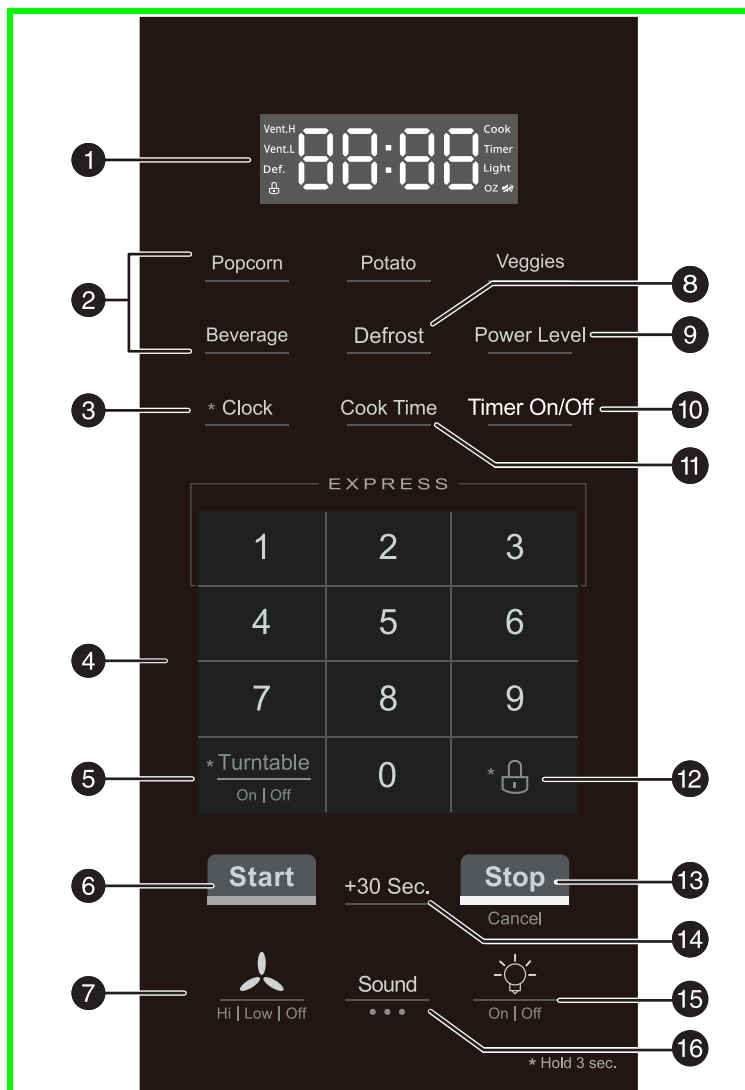 Vent.H
Vent.L
Def.
88:88
Cook
Timer
Light
OZ
1
Popcorn Potato Veggies
2
8
Beverage Defrost Power Level
9
3
* Clock Cook Time Timer On/Off
10
11
EXPRESS
1 2 3
4 5 6
4
7 8 9
5
* Turntable
On | Off
0
*
12
6
Start
+30 Sec.
Stop
13
Cancel
14
7
Hi | Low | Off
Sound
On | Off
15
16
* Hold 3 sec.